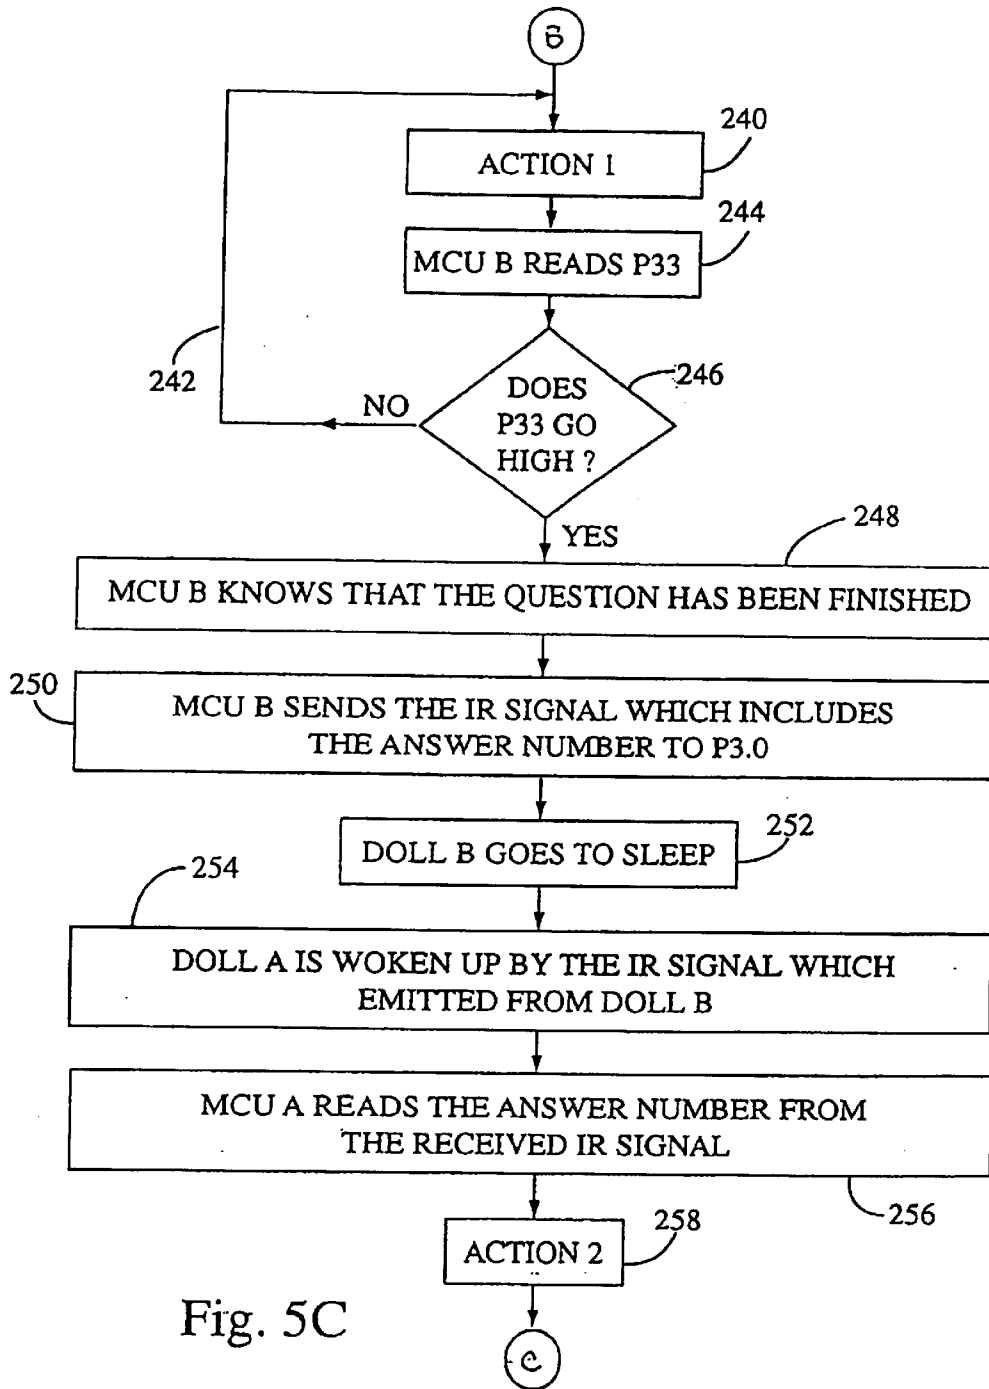 B
240
ACTION 1
244
MCU B READS P33
246
242
DOES
P33 GO
HIGH ?
NO
YES
248
MCU B KNOWS THAT THE QUESTION HAS BEEN FINISHED
250
MCU B SENDS THE IR SIGNAL WHICH INCLUDES
THE ANSWER NUMBER TO P3.0
252
DOLL B GOES TO SLEEP
254
DOLL A IS WOKEN UP BY THE IR SIGNAL WHICH
EMITTED FROM DOLL B
MCU A READS THE ANSWER NUMBER FROM
THE RECEIVED IR SIGNAL
256
258
ACTION 2
Fig. 5C
C